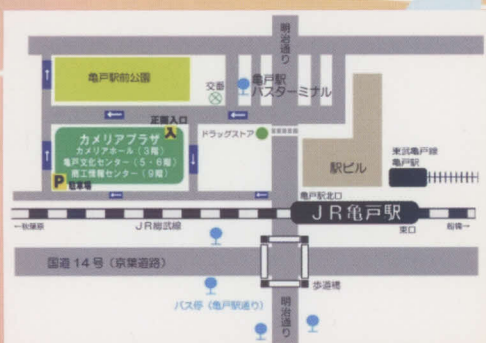 明治通り
亀戸駅前公園
交番
亀戸駅
バスターミナル
正面入口
入
カメリアプラザ
カメリアホール(3階)
亀戸文化センター(5・6階)
商工情報センター(9階)
P 駐車場
ドラッグストア
駅ビル
東武亀戸線
亀戸駅
亀戸駅北口
JR亀戸駅
←秋葉原
JR総武線
東口
船橋→
国道14号(京葉道路)
歩道橋
バス停(亀戸駅通り)
明治通り